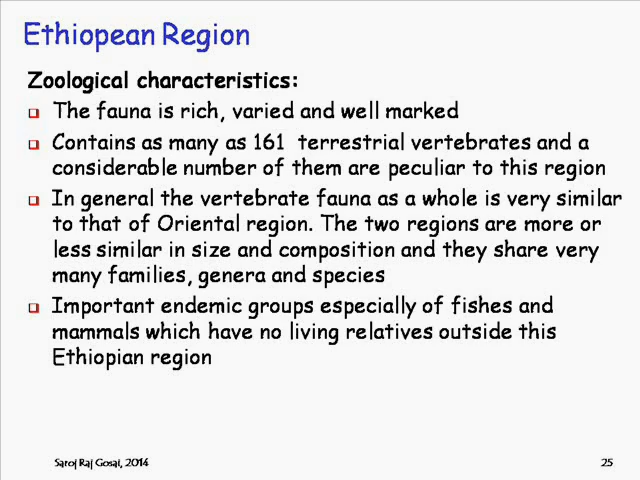 Ethiopean Region
Zoological characteristics:
The fauna is rich, varied and well marked
Contains as many as 161 terrestrial vertebrates and a
considerable number of them are peculiar to this region
In general the vertebrate fauna as a whole is very similar
to that of Oriental region. The two regions are more or
less similar in size and composition and they share very
many families, genera and species
Important endemic groups especially of fishes and
mammals which have no living relatives outside this
Ethiopian region
Saroj Raj Gosai, 2014
25